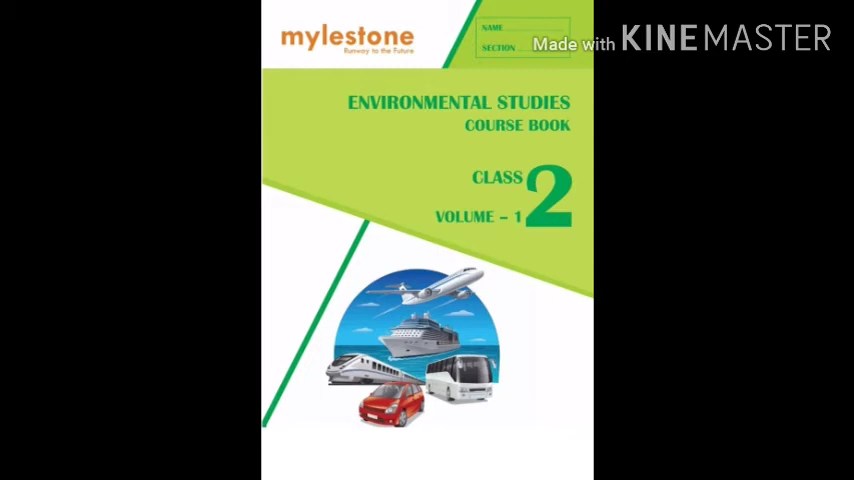 mylestone
Runway to the Future
NAME
SECTION
Made with KINEMASTER
ENVIRONMENTAL STUDIES
COURSE BOOK
CLASS 2
VOLUME – 1